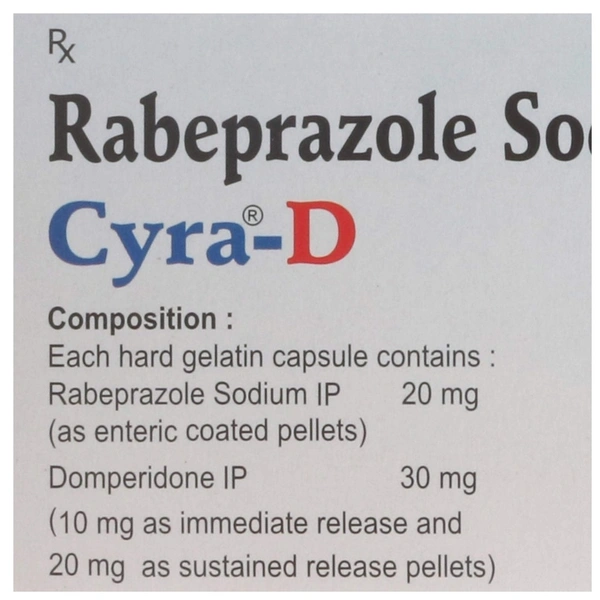 Rx
Rabeprazole
Cyra®-D
Composition :
Each hard gelatin capsule contains :
Rabeprazole Sodium IP 20 mg
(as enteric coated pellets)
Domperidone IP 30 mg
(10 mg as immediate release and
20 mg as sustained release pellets)